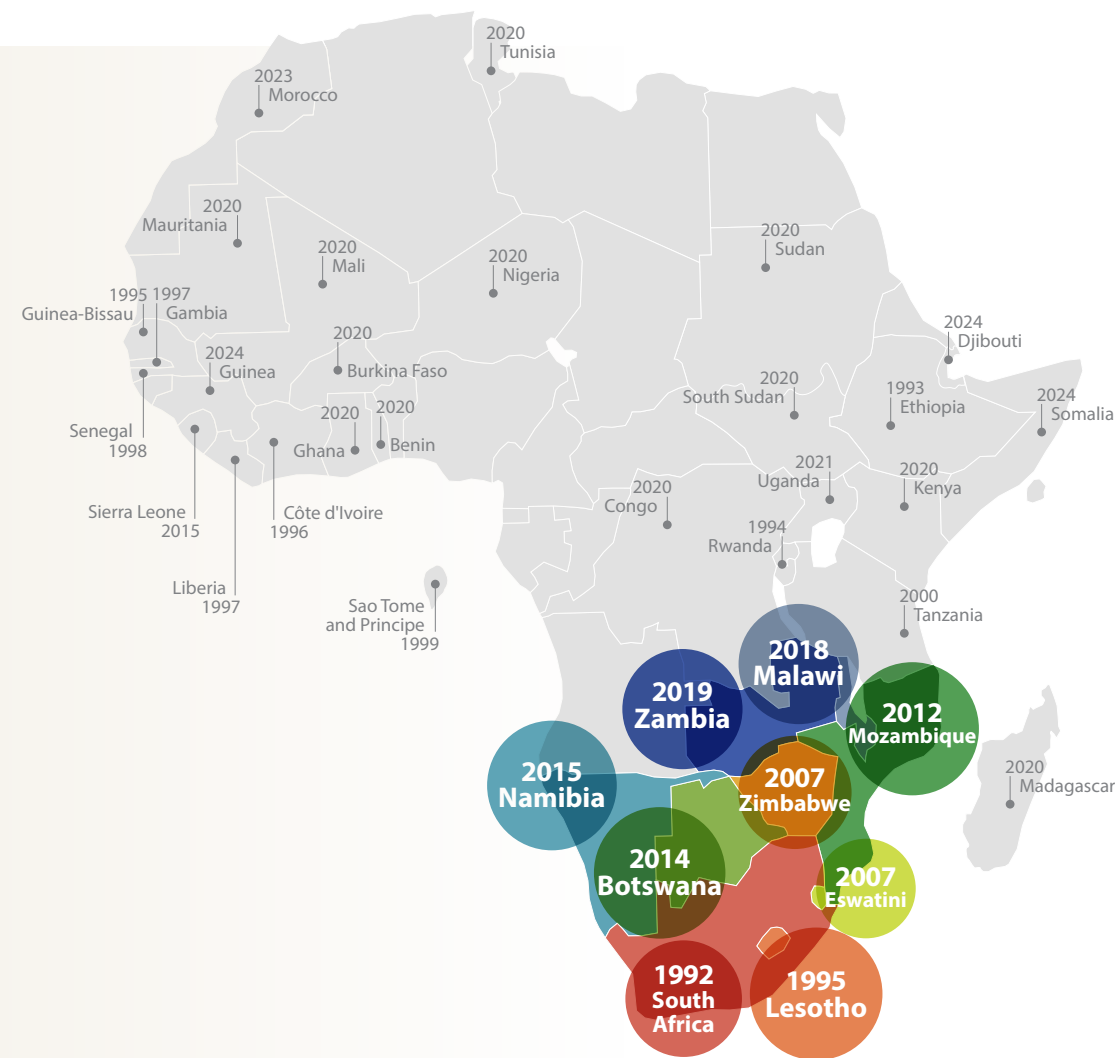 2020
Tunisia
2023
Morocco
2020
Mauritania
2020
Mali
2020
Nigeria
2020
Sudan
1995
Guinea-Bissau
1997
Gambia
2024
Guinea
2020
Burkina Faso
2024
Djibouti
2020
South Sudan
1993
Ethiopia
2024
Somalia
Senegal
1998
2020
Ghana
2020
Benin
2021
Uganda
2020
Kenya
2020
Congo
Sierra Leone
2015
Côte d'Ivoire
1996
1994
Rwanda
Liberia
1997
Sao Tome
and Principe
1999
2000
Tanzania
2018
Malawi
2019
Zambia
2012
Mozambique
2015
Namibia
2007
Zimbabwe
2020
Madagascar
2014
Botswana
2007
Eswatini
1992
South
Africa
1995
Lesotho